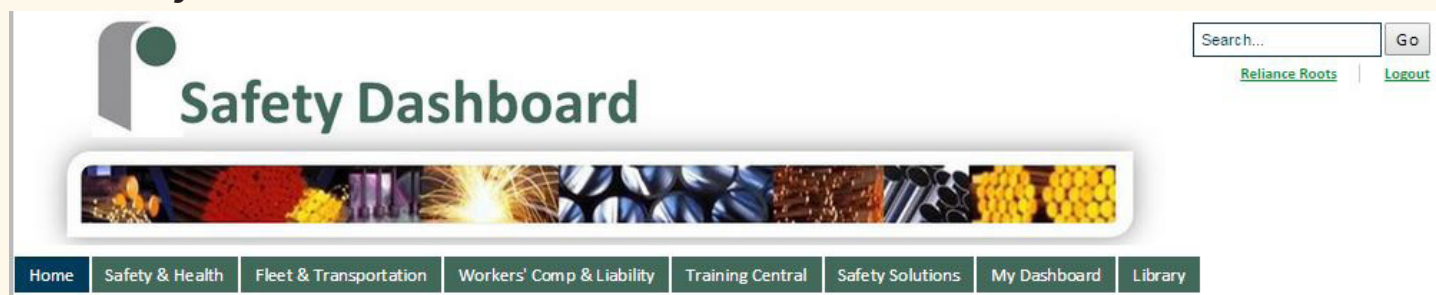 Search... Go
Reliance Roots Logout
Safety Dashboard
Home Safety & Health Fleet & Transportation Workers' Comp & Liability Training Central Safety Solutions My Dashboard Library